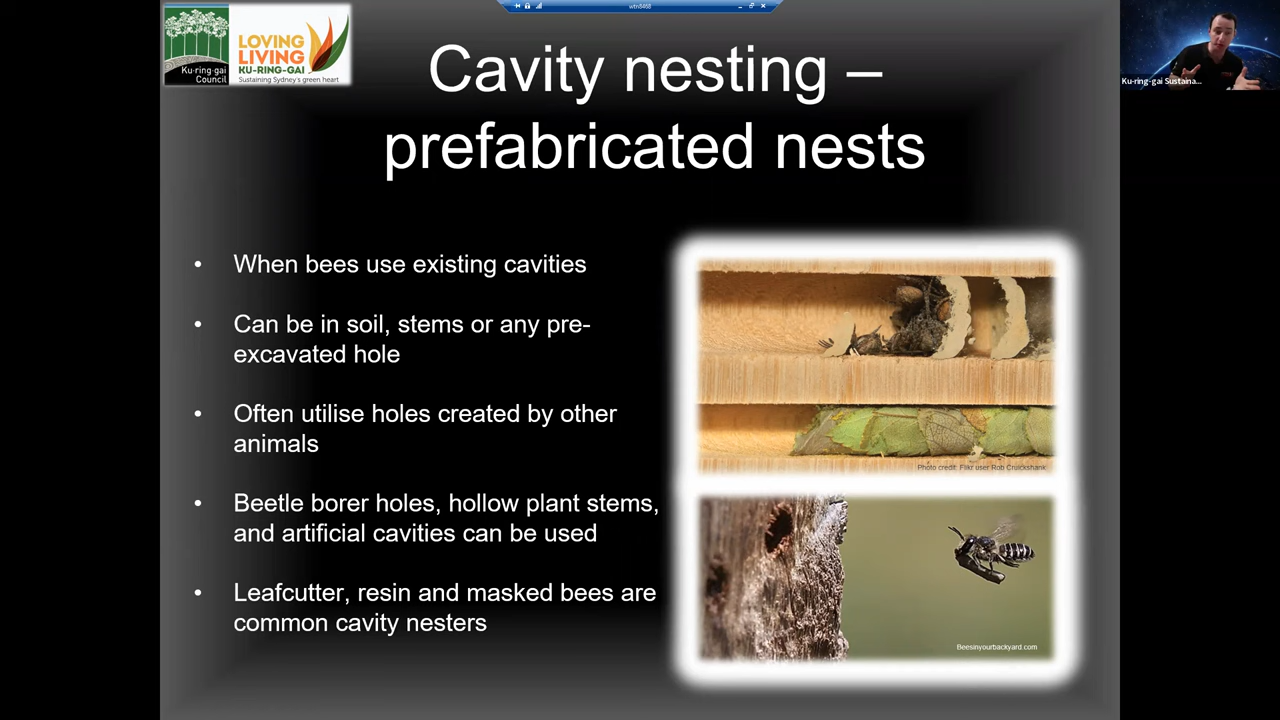 wtn8468
Ku-ring-gai
Council
LOVING
LIVING
KU-RING-GAI
Sustaining Sydney's green heart
Ku-ring-gai Sustaina...
Cavity nesting –
prefabricated nests
• When bees use existing cavities
• Can be in soil, stems or any pre-
excavated hole
• Often utilise holes created by other
animals
• Beetle borer holes, hollow plant stems,
and artificial cavities can be used
• Leafcutter, resin and masked bees are
common cavity nesters
Photo credit: Flikr user Rob Cruickshank
Beesinyourbackyard.com